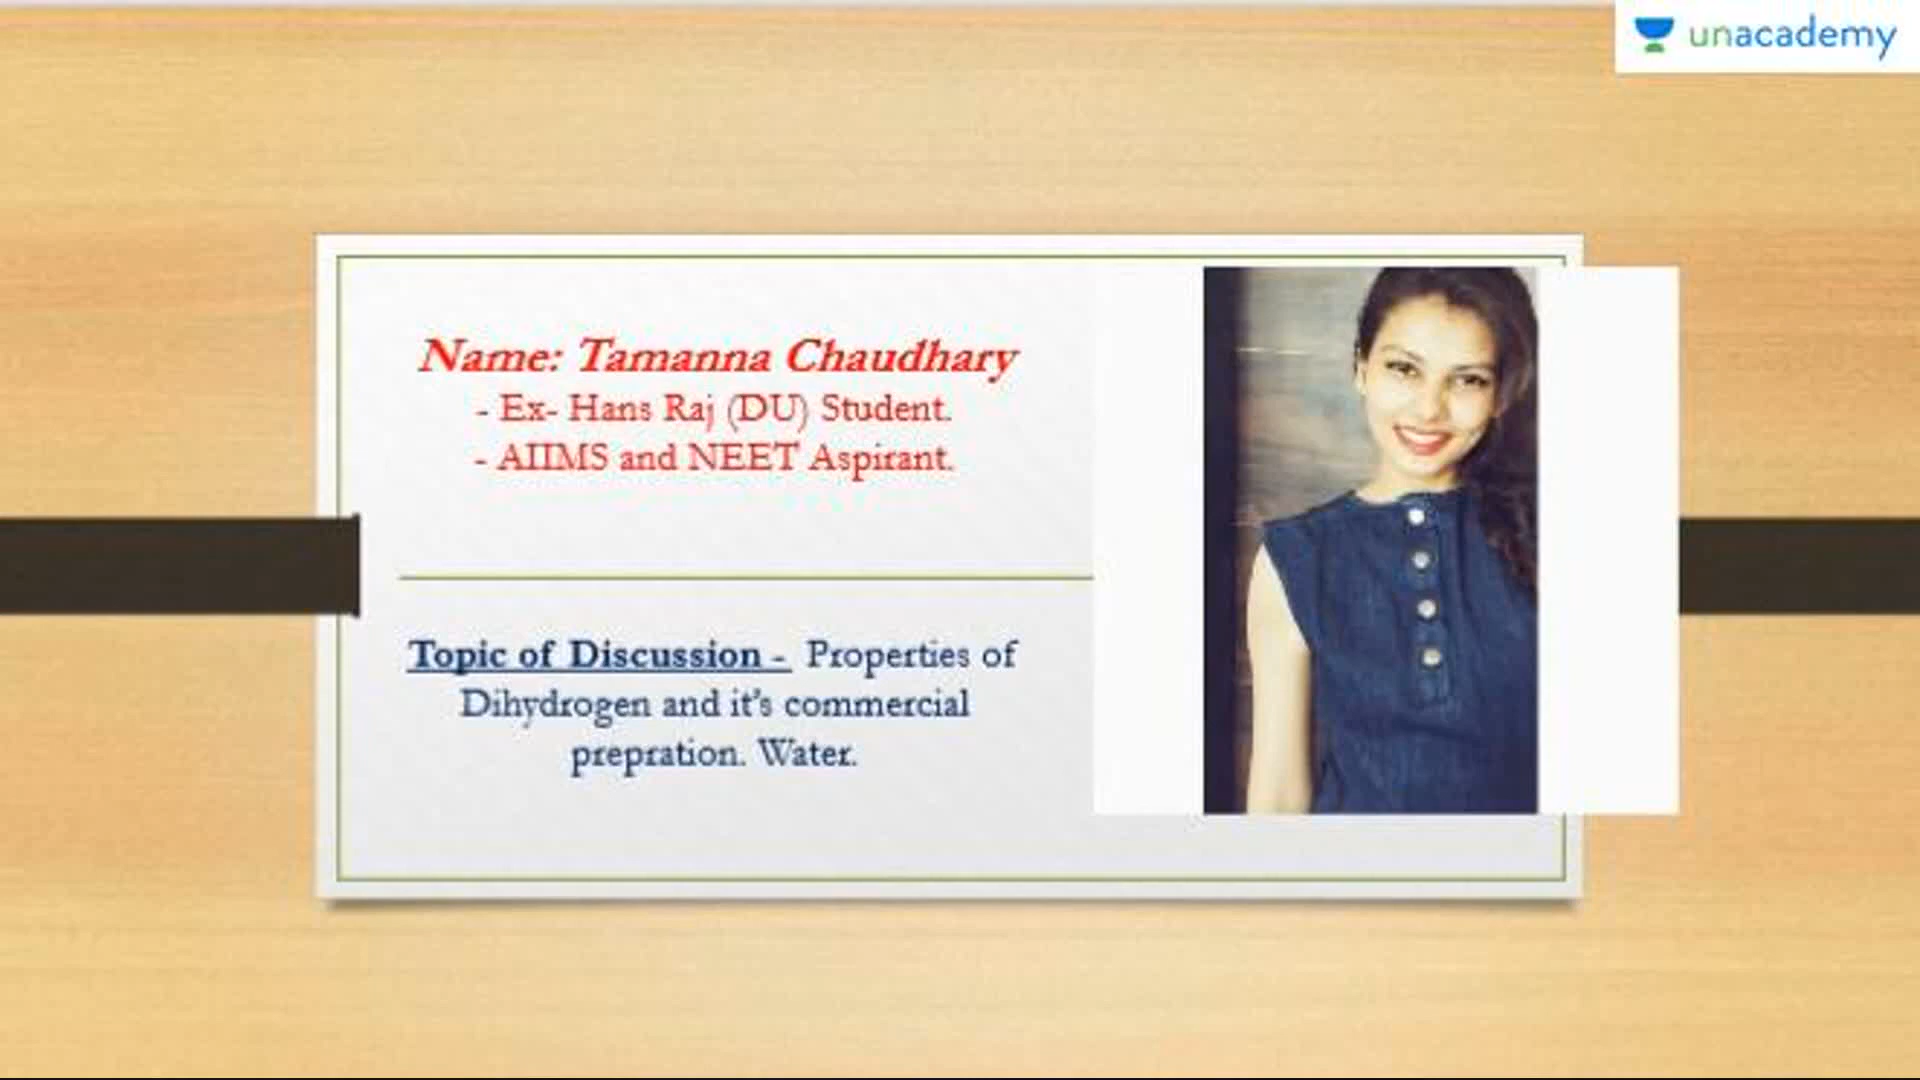 unacademy
Name: Tamanna Chaudhary
- Ex- Hans Raj (DU) Student.
- AIIMS and NEET Aspirant.
Topic of Discussion - Properties of
Dihydrogen and it's commercial
prepration. Water.